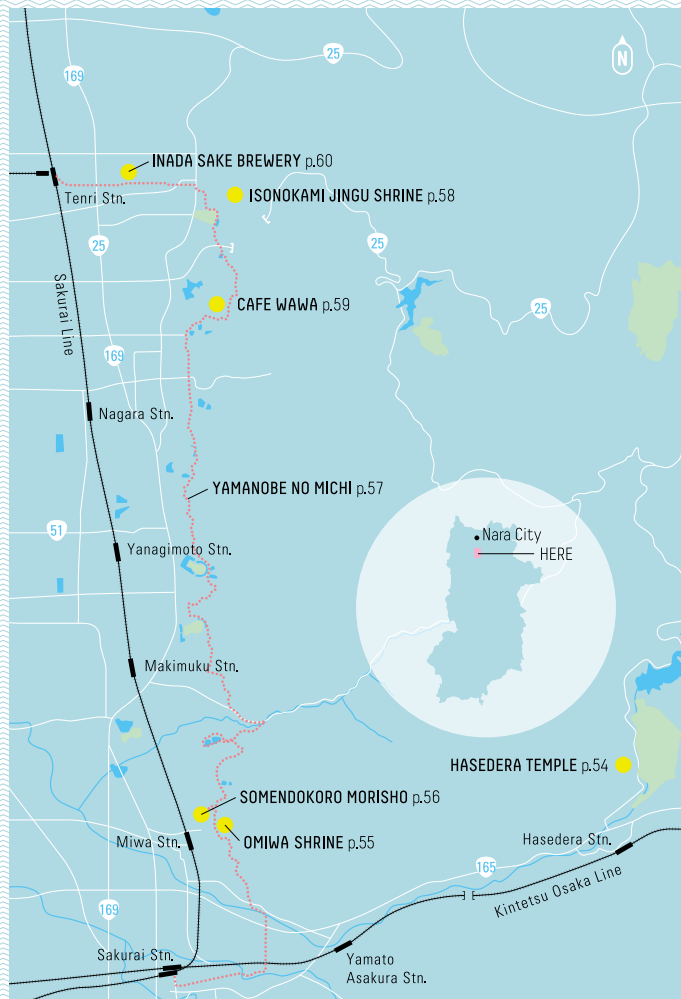 25
N
169
INADA SAKE BREWERY p.60
ISONOKAMI JINGU SHRINE p.58
Tenri Stn.
25
25
Sakurai Line
CAFE WAWA p.59
25
169
Nagara Stn.
YAMANOBE NO MICHI p.57
51
Nara City
HERE
Yanagimoto Stn.
Makimuku Stn.
HASEDERA TEMPLE p.54
SOMENDOKORO MORISHO p.56
OMIWA SHRINE p.55
Miwa Stn.
Hasedera Stn.
165
Kintetsu Osaka Line
169
Sakurai Stn.
Yamato
Asakura Stn.